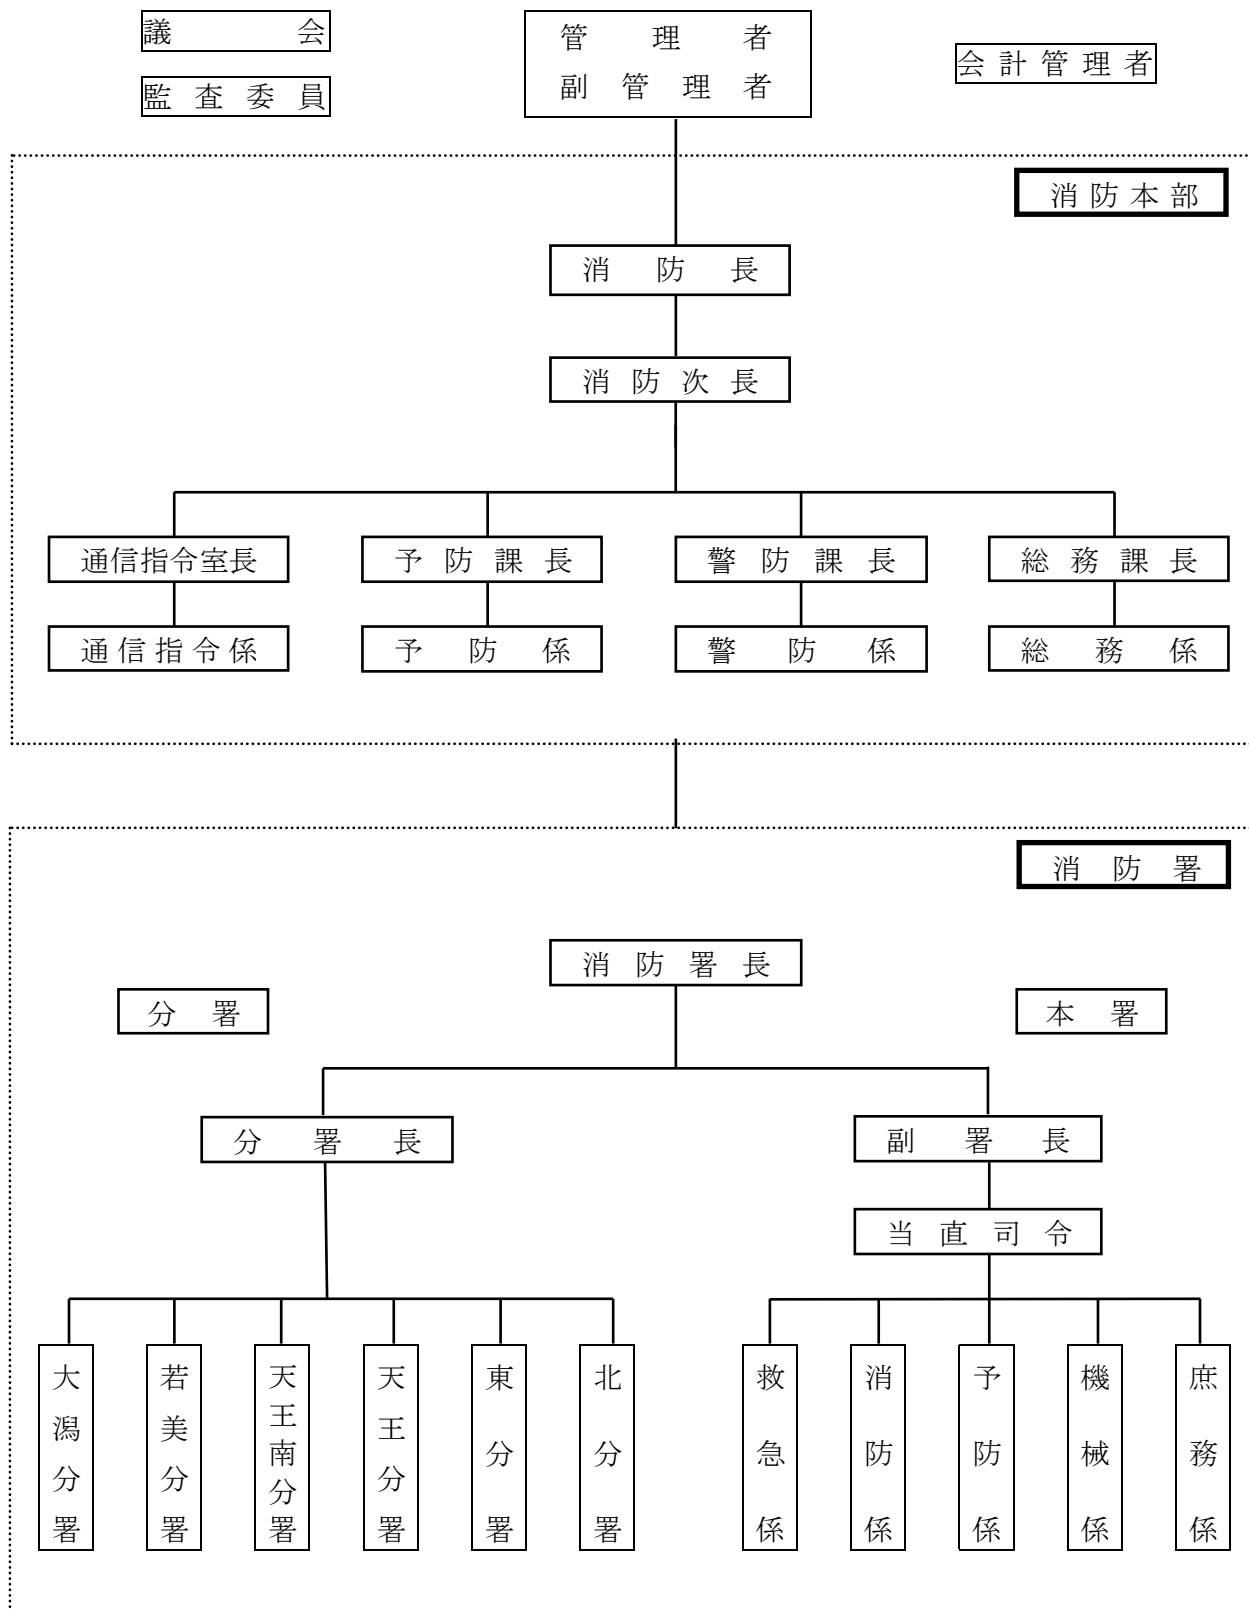 議会
監査委員
管理者
副管理者
会計管理者
消防本部
消防長
消防次長
通信指令室長
予防課長
警防課長
総務課長
通信指令係
予防係
警防係
総務係
消防署
消防署長
分署
本署
分署長
副署長
当直司令
大潟分署
若美分署
天王南分署
天王分署
東分署
北分署
救急係
消防係
予防係
機械係
庶務係